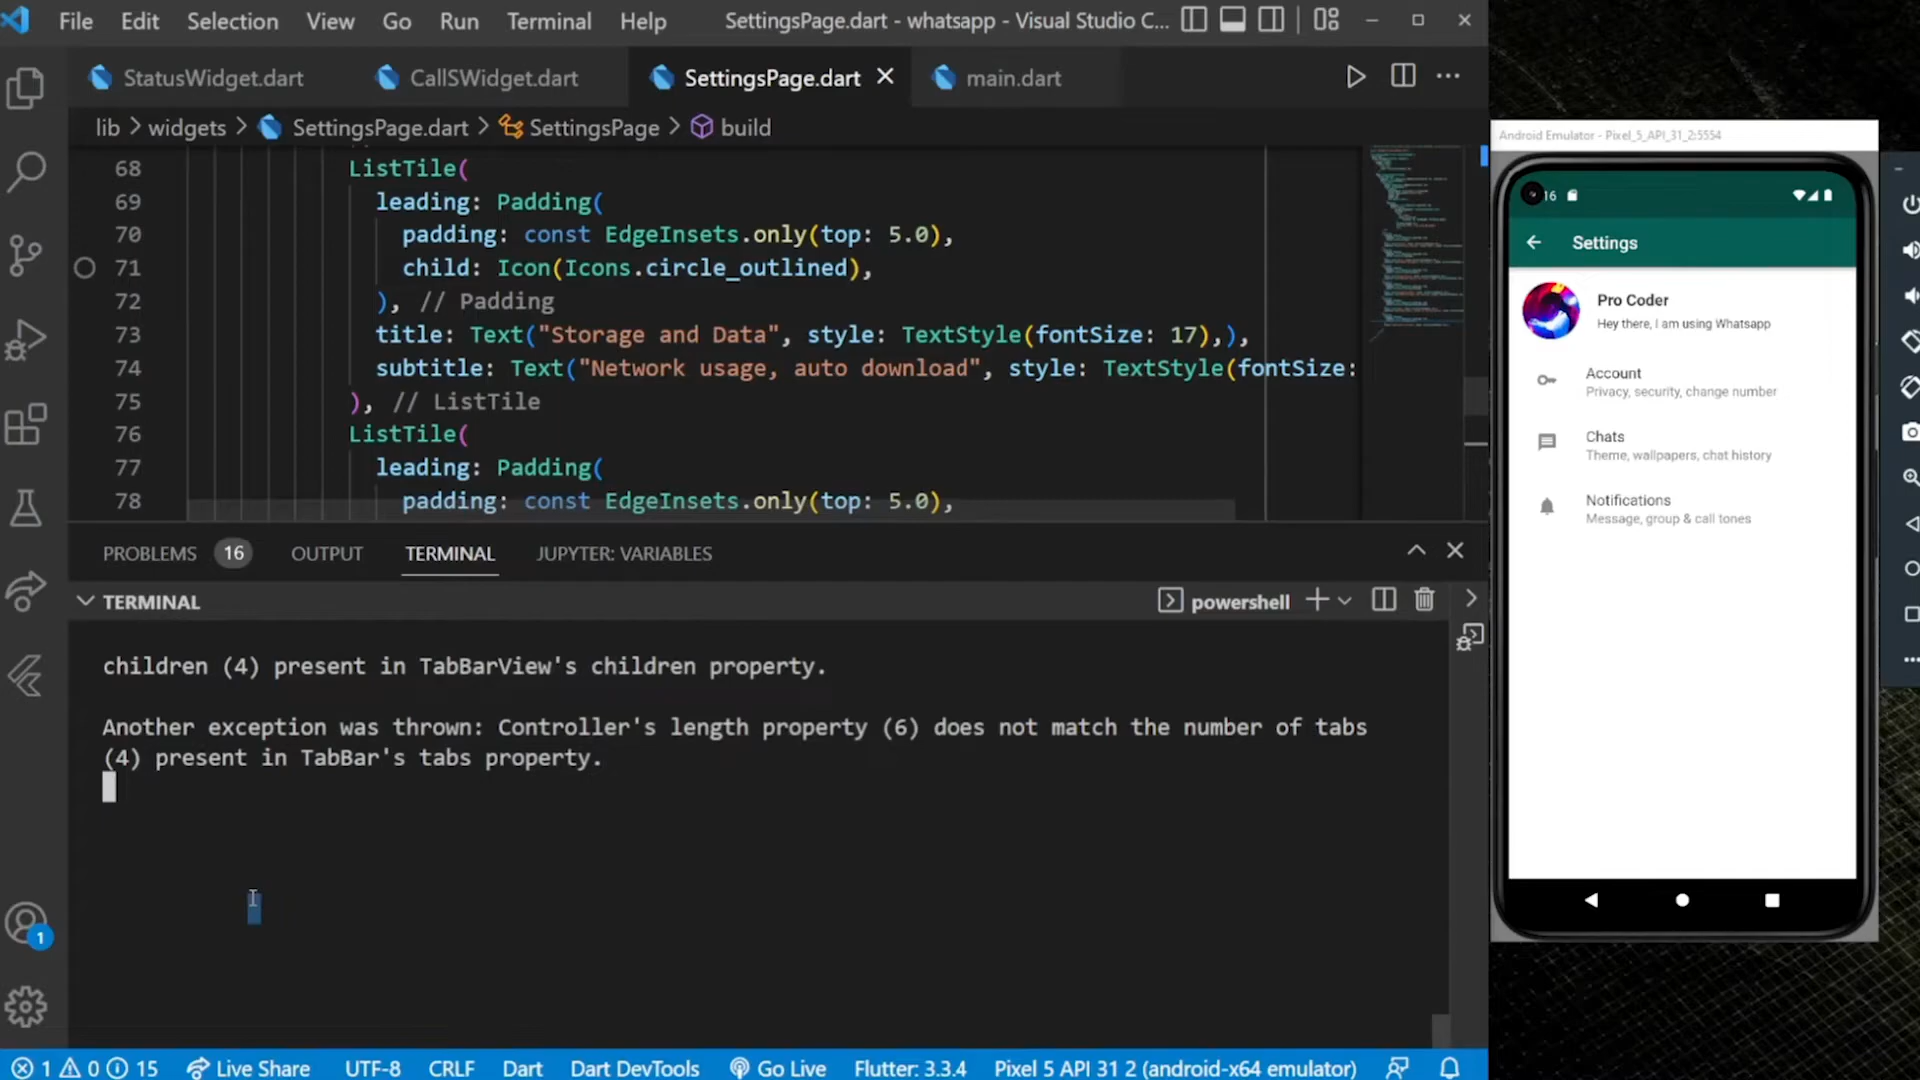 File Edit Selection View Go Run Terminal Help SettingsPage.dart - whatsapp - Visual Studio C...
StatusWidget.dart CallSWidget.dart SettingsPage.dart main.dart
lib > widgets > SettingsPage.dart > SettingsPage > build
68 ListTile(
69 leading: Padding(
70 padding: const EdgeInsets.only(top: 5.0),
71 child: Icon(Icons.circle_outlined),
72 ), // Padding
73 title: Text("Storage and Data", style: TextStyle(fontSize: 17),),
74 subtitle: Text("Network usage, auto download", style: TextStyle(fontSize:
75 ), // ListTile
76 ListTile(
77 leading: Padding(
78 padding: const EdgeInsets.only(top: 5.0),
PROBLEMS 16 OUTPUT TERMINAL JUPYTER: VARIABLES
TERMINAL powershell
children (4) present in TabBarView's children property.
Another exception was thrown: Controller's length property (6) does not match the number of tabs
(4) present in TabBar's tabs property.
1
1 0 15 Live Share UTF-8 CRLF Dart Dart DevTools Go Live Flutter: 3.3.4 Pixel 5 API 31 2 (android-x64 emulator)
Android Emulator - Pixel_5_API_31_2:5554
16
Settings
Pro Coder
Hey there, I am using Whatsapp
Account
Privacy, security, change number
Chats
Theme, wallpapers, chat history
Notifications
Message, group & call tones